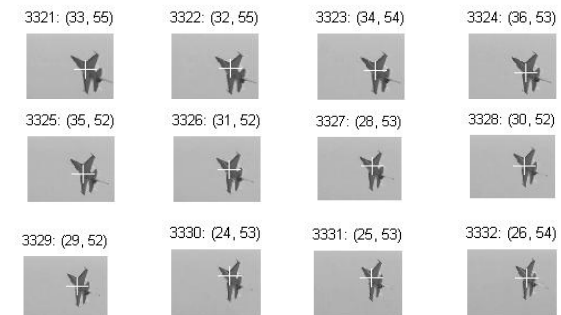 3321: (33, 55) 3322: (32, 55) 3323: (34, 54) 3324: (36, 53)
3325: (35, 52) 3326: (31, 52) 3327: (28, 53) 3328: (30, 52)
3329: (29, 52) 3330: (24, 53) 3331: (25, 53) 3332: (26, 54)